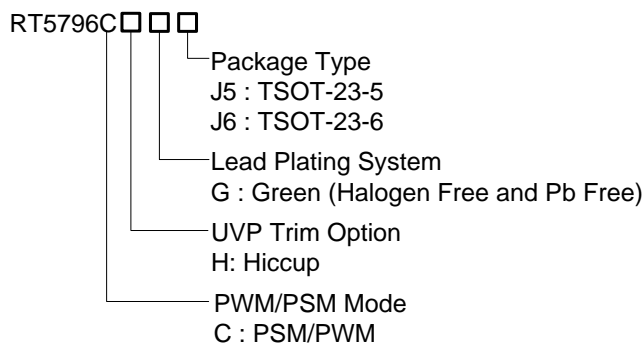 RT5796C
Package Type
J5 : TSOT-23-5
J6 : TSOT-23-6
Lead Plating System
G : Green (Halogen Free and Pb Free)
UVP Trim Option
H: Hiccup
PWM/PSM Mode
C : PSM/PWM